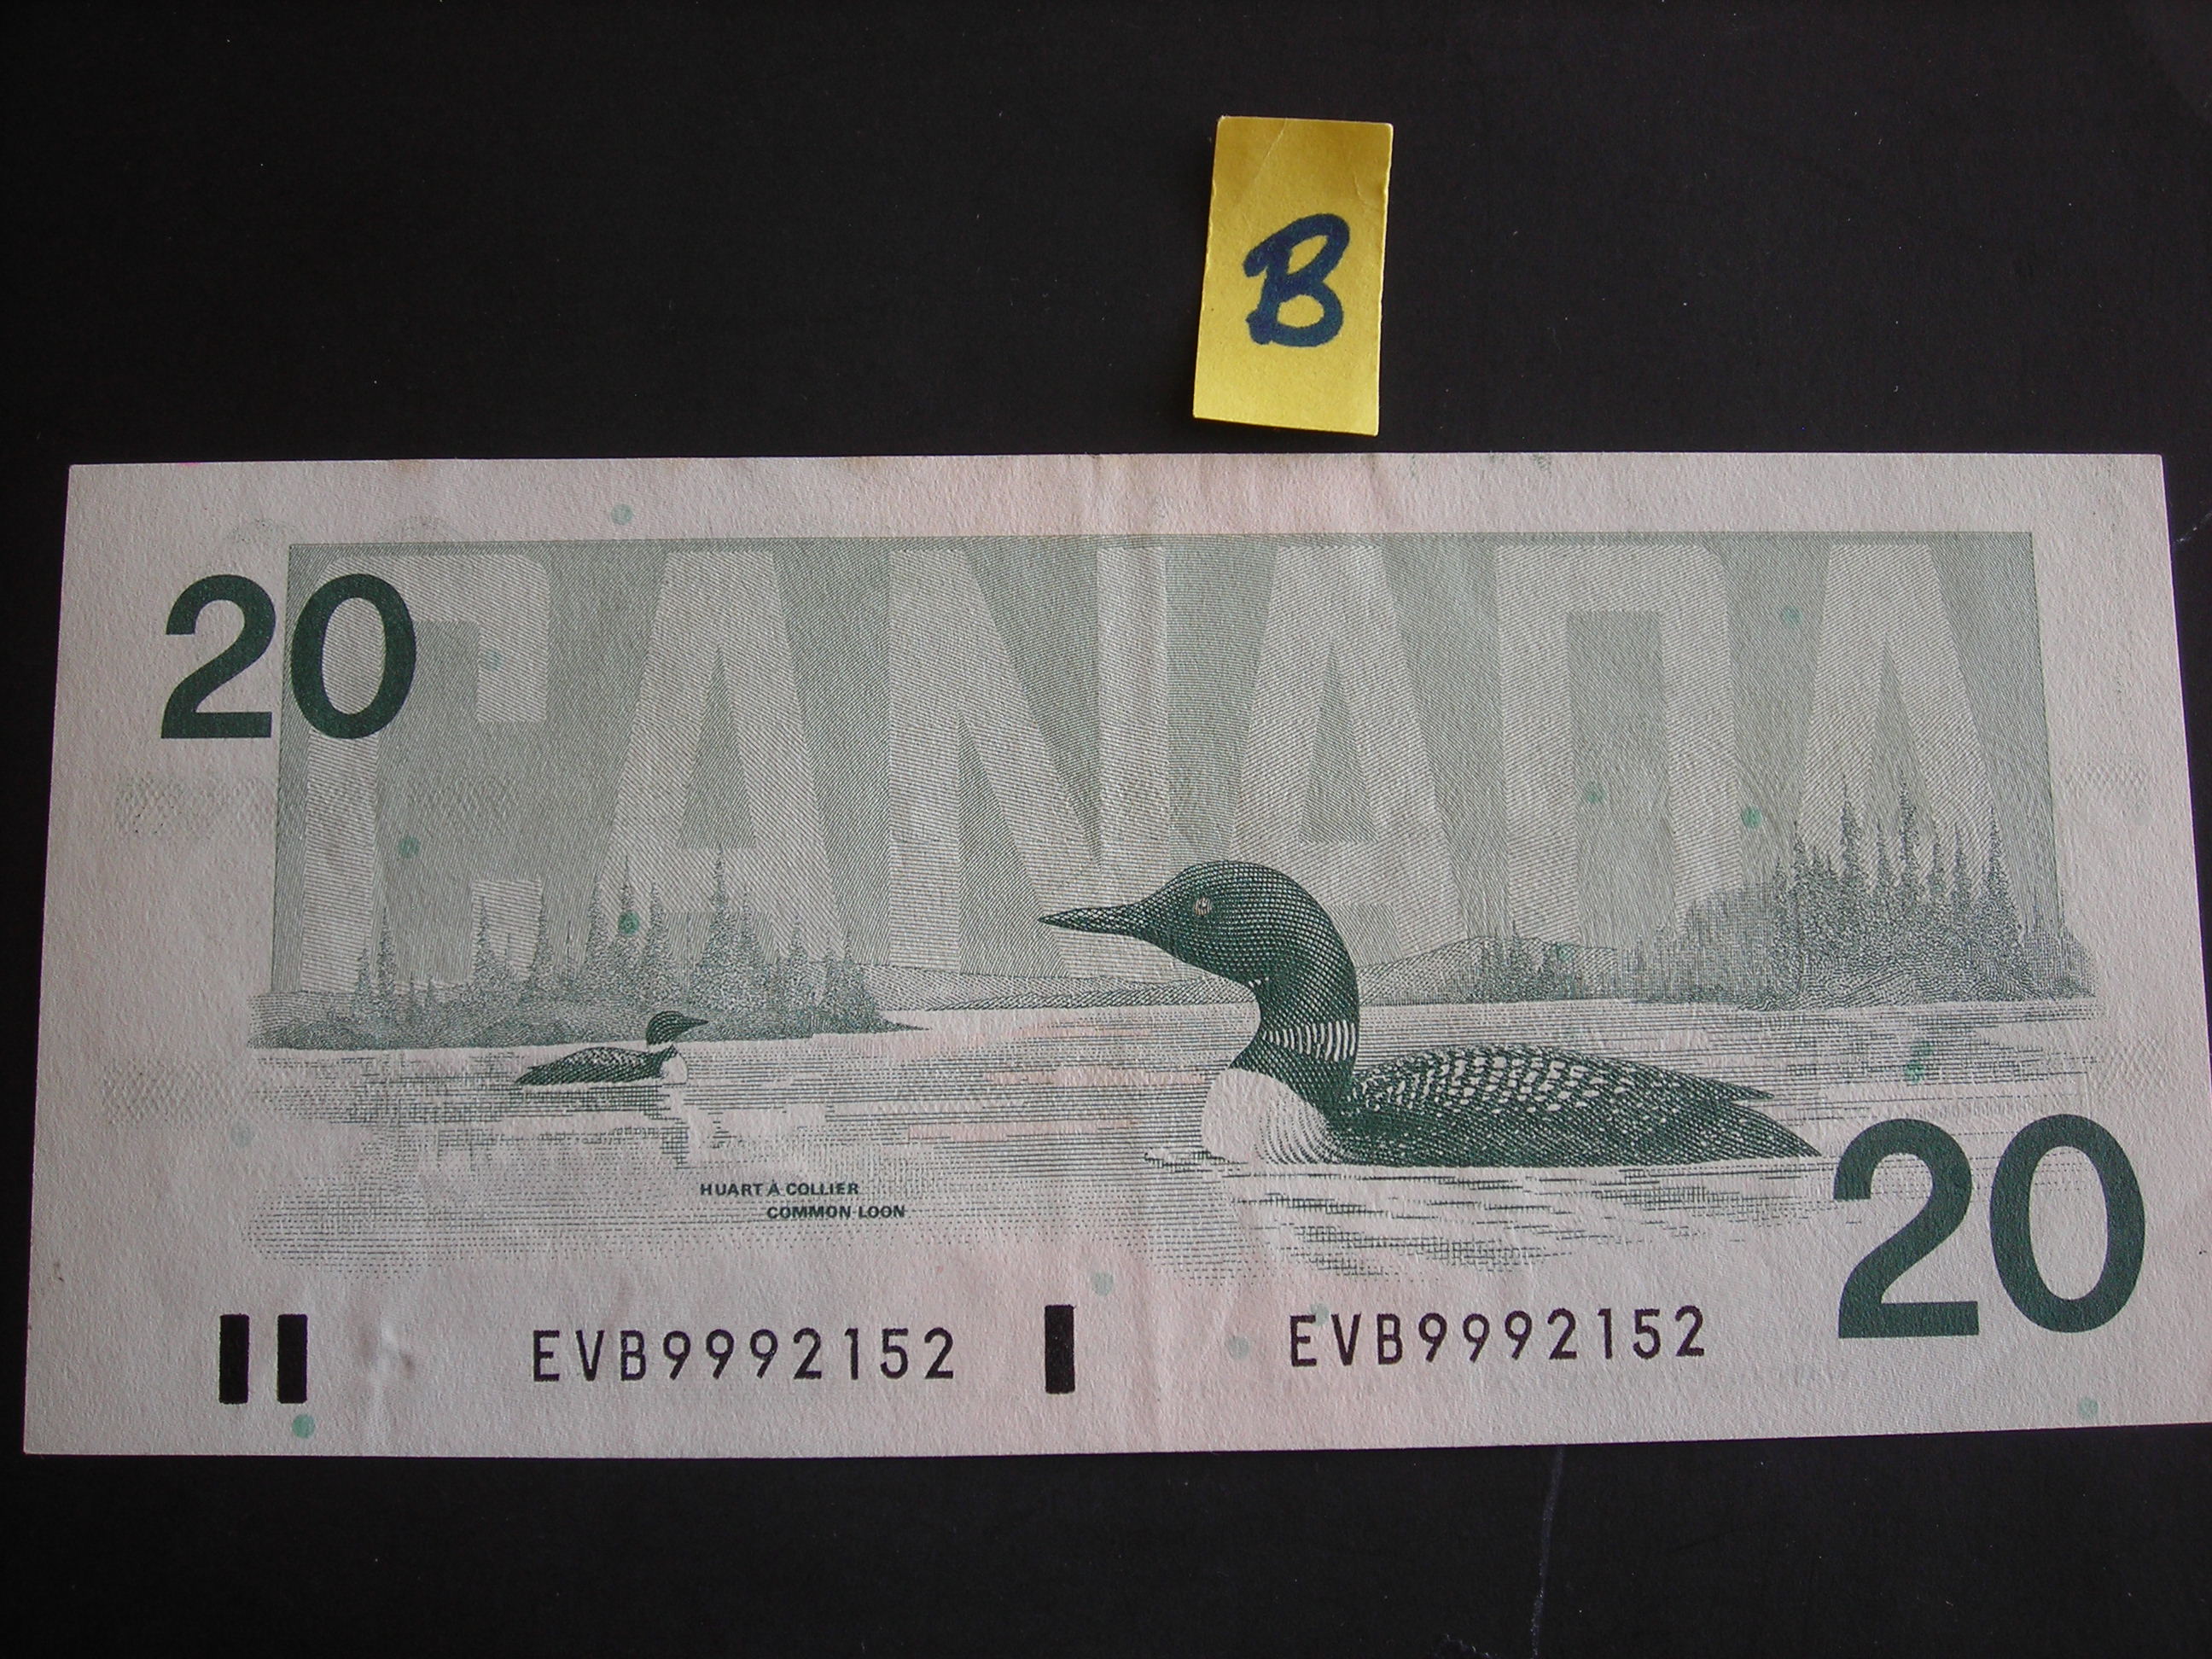 B
CANADA
20
HUART À COLLIER
COMMON LOON
20
EVB9992152
EVB9992152